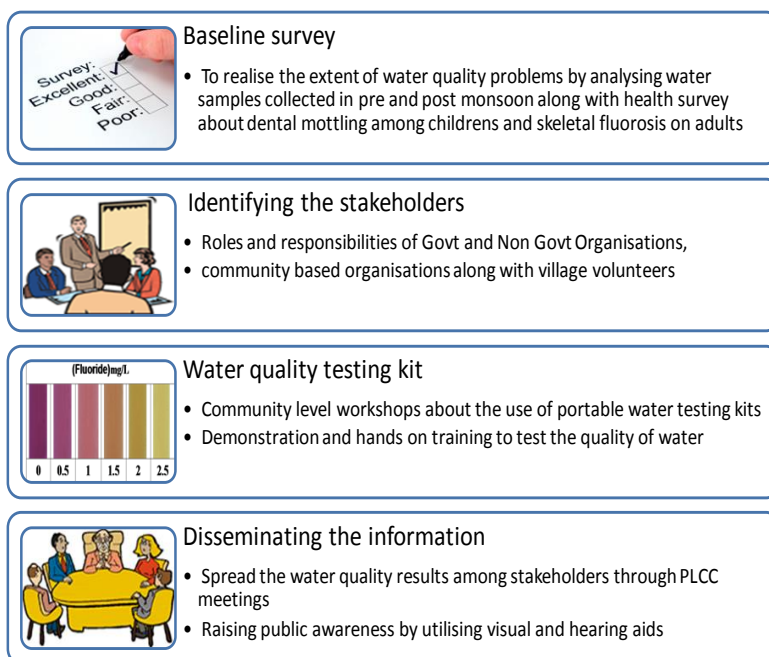 Baseline survey
Survey:
Excellent:
Good:
Fair:
Poor:
• To realise the extent of water quality problems by analysing water
samples collected in pre and post monsoon along with health survey
about dental mottling among childrens and skeletal fluorosis on adults
Identifying the stakeholders
• Roles and responsibilities of Govt and Non Govt Organisations,
• community based organisations along with village volunteers
Water quality testing kit
(Fluoride)mg/L
0 0.5 1 1.5 2 2.5
• Community level workshops about the use of portable water testing kits
• Demonstration and hands on training to test the quality of water
Disseminating the information
• Spread the water quality results among stakeholders through PLCC
meetings
• Raising public awareness by utilising visual and hearing aids